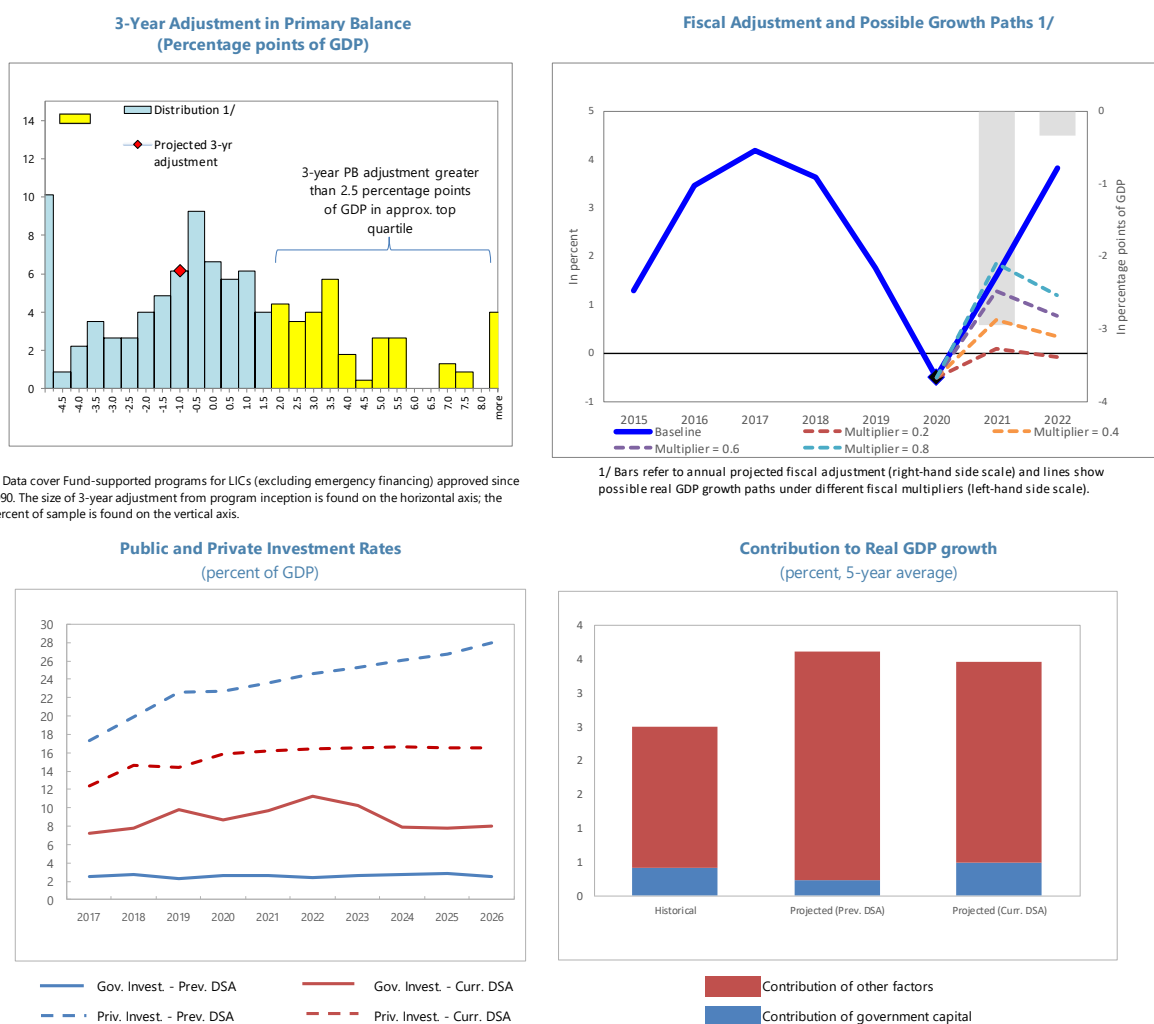 3-Year Adjustment in Primary Balance
(Percentage points of GDP)
14
12
10
8
6
4
2
0
Distribution 1/
Projected 3-yr
adjustment
3-year PB adjustment greater
than 2.5 percentage points
of GDP in approx. top
quartile
-4.5
-4.0
-3.5
-3.0
-2.5
-2.0
-1.5
-1.0
-0.5
0.0
0.5
1.0
1.5
2.0
2.5
3.0
3.5
4.0
4.5
5.0
5.5
6.0
6.5
7.0
7.5
8.0
more
Data cover Fund-supported programs for LICs (excluding emergency financing) approved since
90. The size of 3-year adjustment from program inception is found on the horizontal axis; the
ercent of sample is found on the vertical axis.
Fiscal Adjustment and Possible Growth Paths 1/
5
4
3
2
1
0
-1
In percent
0
-1
-2
-3
-4
In percentage points of GDP
2015 2016 2017 2018 2019 2020 2021 2022
Baseline Multiplier = 0.2 Multiplier = 0.4
Multiplier = 0.6 Multiplier = 0.8
1/ Bars refer to annual projected fiscal adjustment (right-hand side scale) and lines show
possible real GDP growth paths under different fiscal multipliers (left-hand side scale).
Public and Private Investment Rates
(percent of GDP)
30
28
26
24
22
20
18
16
14
12
10
8
6
4
2
0
2017 2018 2019 2020 2021 2022 2023 2024 2025 2026
Gov. Invest. - Prev. DSA Gov. Invest. - Curr. DSA
Priv. Invest. - Prev. DSA Priv. Invest. - Curr. DSA
Contribution to Real GDP growth
(percent, 5-year average)
4
4
3
3
2
2
1
1
0
Historical Projected (Prev. DSA) Projected (Curr. DSA)
Contribution of other factors
Contribution of government capital